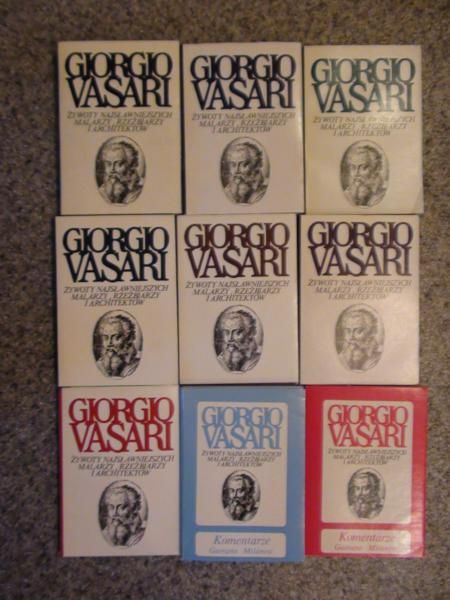 GIORGIO
VASARI
ŻYWOTY NAJSŁAWNIEJSZYCH
MALARZY, RZEŹBIARZY
I ARCHITEKTÓW
GIORGIO
VASARI
ŻYWOTY NAJSŁAWNIEJSZYCH
MALARZY, RZEŹBIARZY
I ARCHITEKTÓW
GIORGIO
VASARI
ŻYWOTY NAJSŁAWNIEJSZYCH
MALARZY, RZEŹBIARZY
I ARCHITEKTÓW
GIORGIO
VASARI
ŻYWOTY NAJSŁAWNIEJSZYCH
MALARZY, RZEŹBIARZY
I ARCHITEKTÓW
GIORGIO
VASARI
ŻYWOTY NAJSŁAWNIEJSZYCH
MALARZY, RZEŹBIARZY
I ARCHITEKTÓW
GIORGIO
VASARI
ŻYWOTY NAJSŁAWNIEJSZYCH
MALARZY, RZEŹBIARZY
I ARCHITEKTÓW
GIORGIO
VASARI
ŻYWOTY NAJSŁAWNIEJSZYCH
MALARZY, RZEŹBIARZY
I ARCHITEKTÓW
GIORGIO
VASARI
ŻYWOTY NAJSŁAWNIEJSZYCH
MALARZY, RZEŹBIARZY
I ARCHITEKTÓW
Komentarze
Gaetano Milanesi
GIORGIO
VASARI
ŻYWOTY NAJSŁAWNIEJSZYCH
MALARZY, RZEŹBIARZY
I ARCHITEKTÓW
Komentarze
Gaetano Milanesi